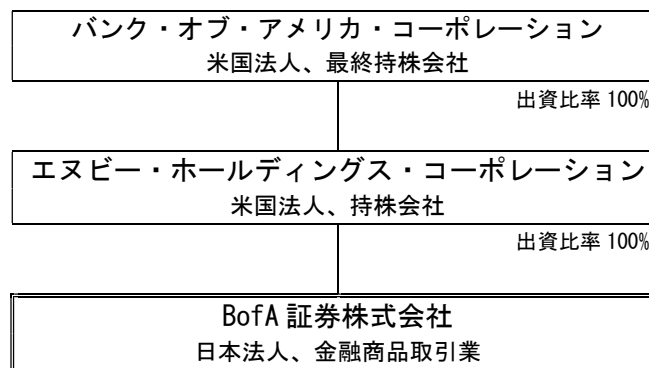 バンク・オブ・アメリカ・コーポレーション
米国法人、最終持株会社
出資比率 100%
エヌビー・ホールディングス・コーポレーション
米国法人、持株会社
出資比率 100%
BofA 証券株式会社
日本法人、金融商品取引業